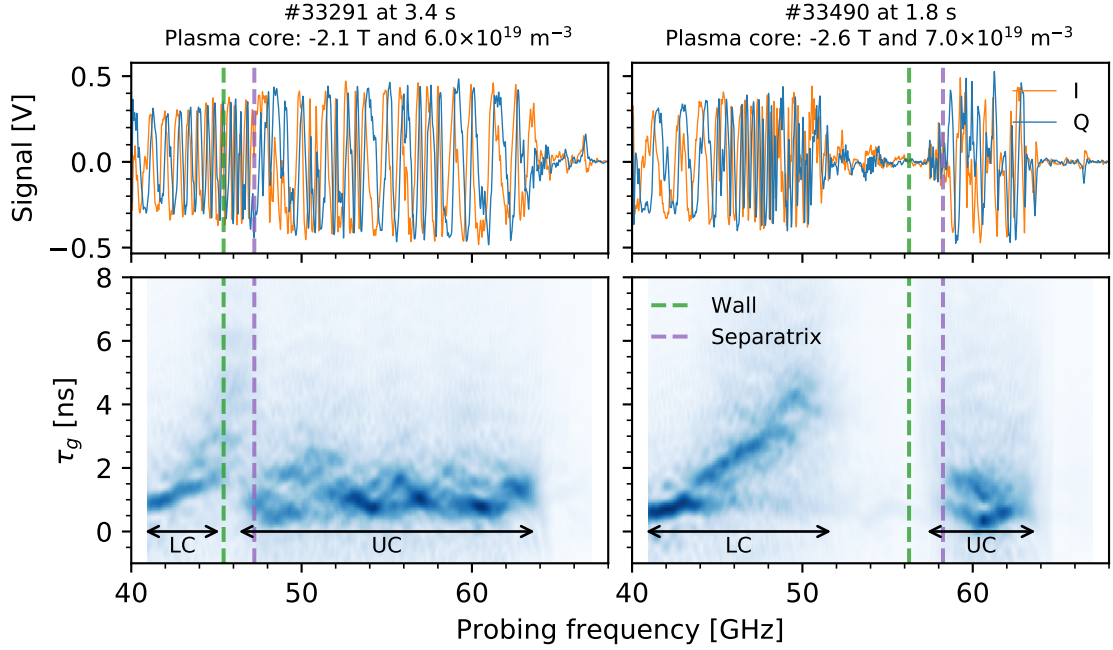 #33291 at 3.4 s
Plasma core: -2.1 T and 6.0×10¹⁹ m⁻³
#33490 at 1.8 s
Plasma core: -2.6 T and 7.0×10¹⁹ m⁻³
Signal [V]
0.5
0.0
−0.5
I
Q
τg [ns]
8
6
4
2
0
LC
UC
Wall
Separatrix
LC
UC
40
50
60
40
50
60
Probing frequency [GHz]